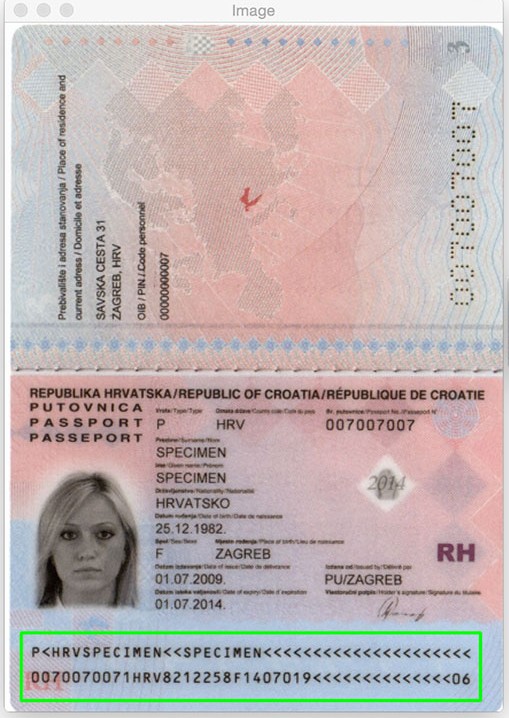 Image
3
007007007
Prebivalište i adresa stanovanja / Place of residence and
current adress / Domicile et adresse
SAVSKA CESTA 31
ZAGREB, HRV
OIB / PIN / Code personnel
00000000007
REPUBLIKA HRVATSKA/REPUBLIC OF CROATIA/RÉPUBLIQUE DE CROATIE
PUTOVNICA
PASSPORT
PASSEPORT
Vrsta/Type/Type Oznaka države/Country code/Code du pays Br. putovnice/Passport No./Passeport N°
P HRV 007007007
Prezime/Surname/Nom
SPECIMEN
Ime/Given name/Prénom
SPECIMEN
Državljanstvo/Nationality/Nationalité
HRVATSKO
2014
Datum rođenja/Date of birth/Date de naissance
25.12.1982.
Spol/Sex/Sexe Mjesto rođenja/Place of birth/Lieu de naissance
F ZAGREB
RH
Datum izdavanja/Date of issue/Date de délivrance Izdana od/Issued by/Délivré par
01.07.2009. PU/ZAGREB
Datum isteka valjanosti/Date of expiry/Date d'expiration Vlastoručni potpis/Holder's signature/Signature du titulaire
01.07.2014.
P<HRVSPECIMEN<<SPECIMEN<<<<<<<<<<<<<<<<<<<<<
0070070071HRV8212258F1407019<<<<<<<<<<<<<<06